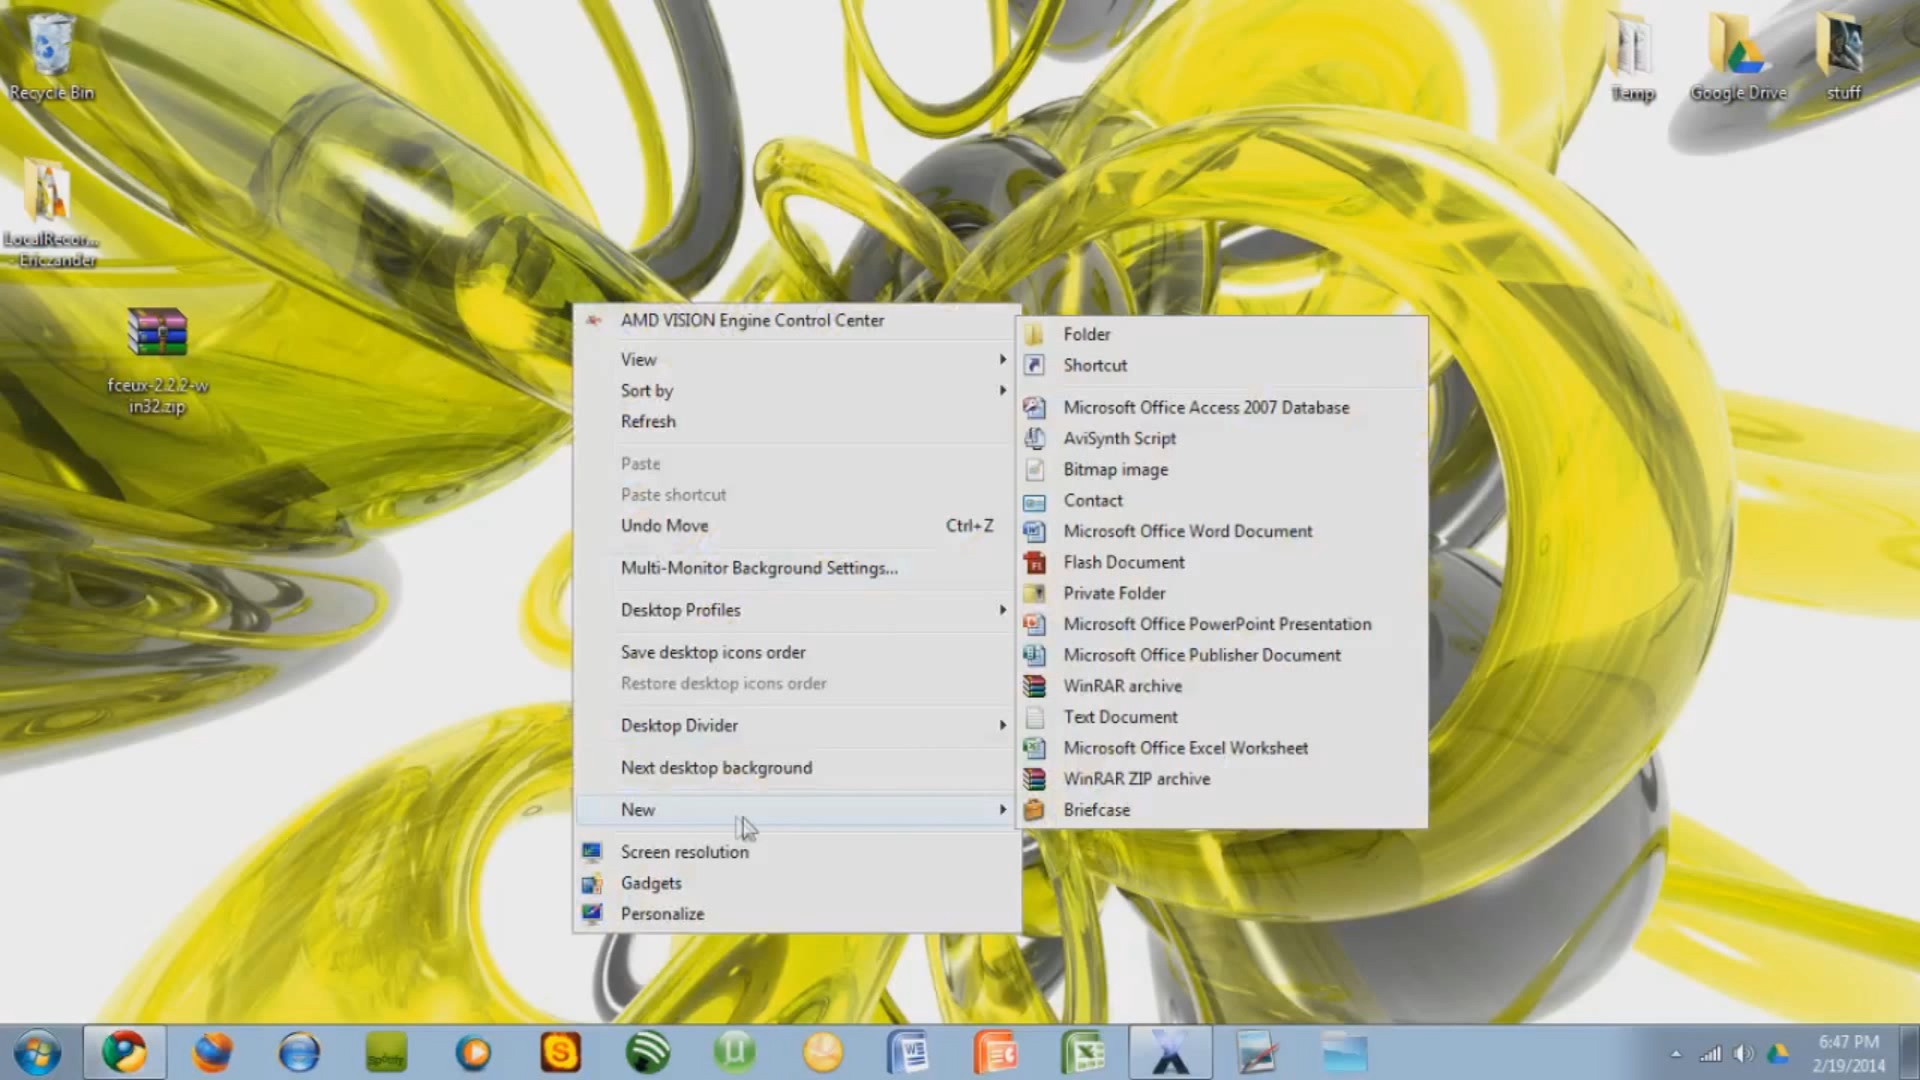 Recycle Bin
LocalRecor...
- Ericzander
fceux-2.2.2-w
in32.zip
Temp
Google Drive
stuff
AMD VISION Engine Control Center
View
Sort by
Refresh
Paste
Paste shortcut
Undo Move Ctrl+Z
Multi-Monitor Background Settings...
Desktop Profiles
Save desktop icons order
Restore desktop icons order
Desktop Divider
Next desktop background
New
Screen resolution
Gadgets
Personalize
Folder
Shortcut
Microsoft Office Access 2007 Database
AviSynth Script
Bitmap image
Contact
Microsoft Office Word Document
Flash Document
Private Folder
Microsoft Office PowerPoint Presentation
Microsoft Office Publisher Document
WinRAR archive
Text Document
Microsoft Office Excel Worksheet
WinRAR ZIP archive
Briefcase
6:47 PM
2/19/2014